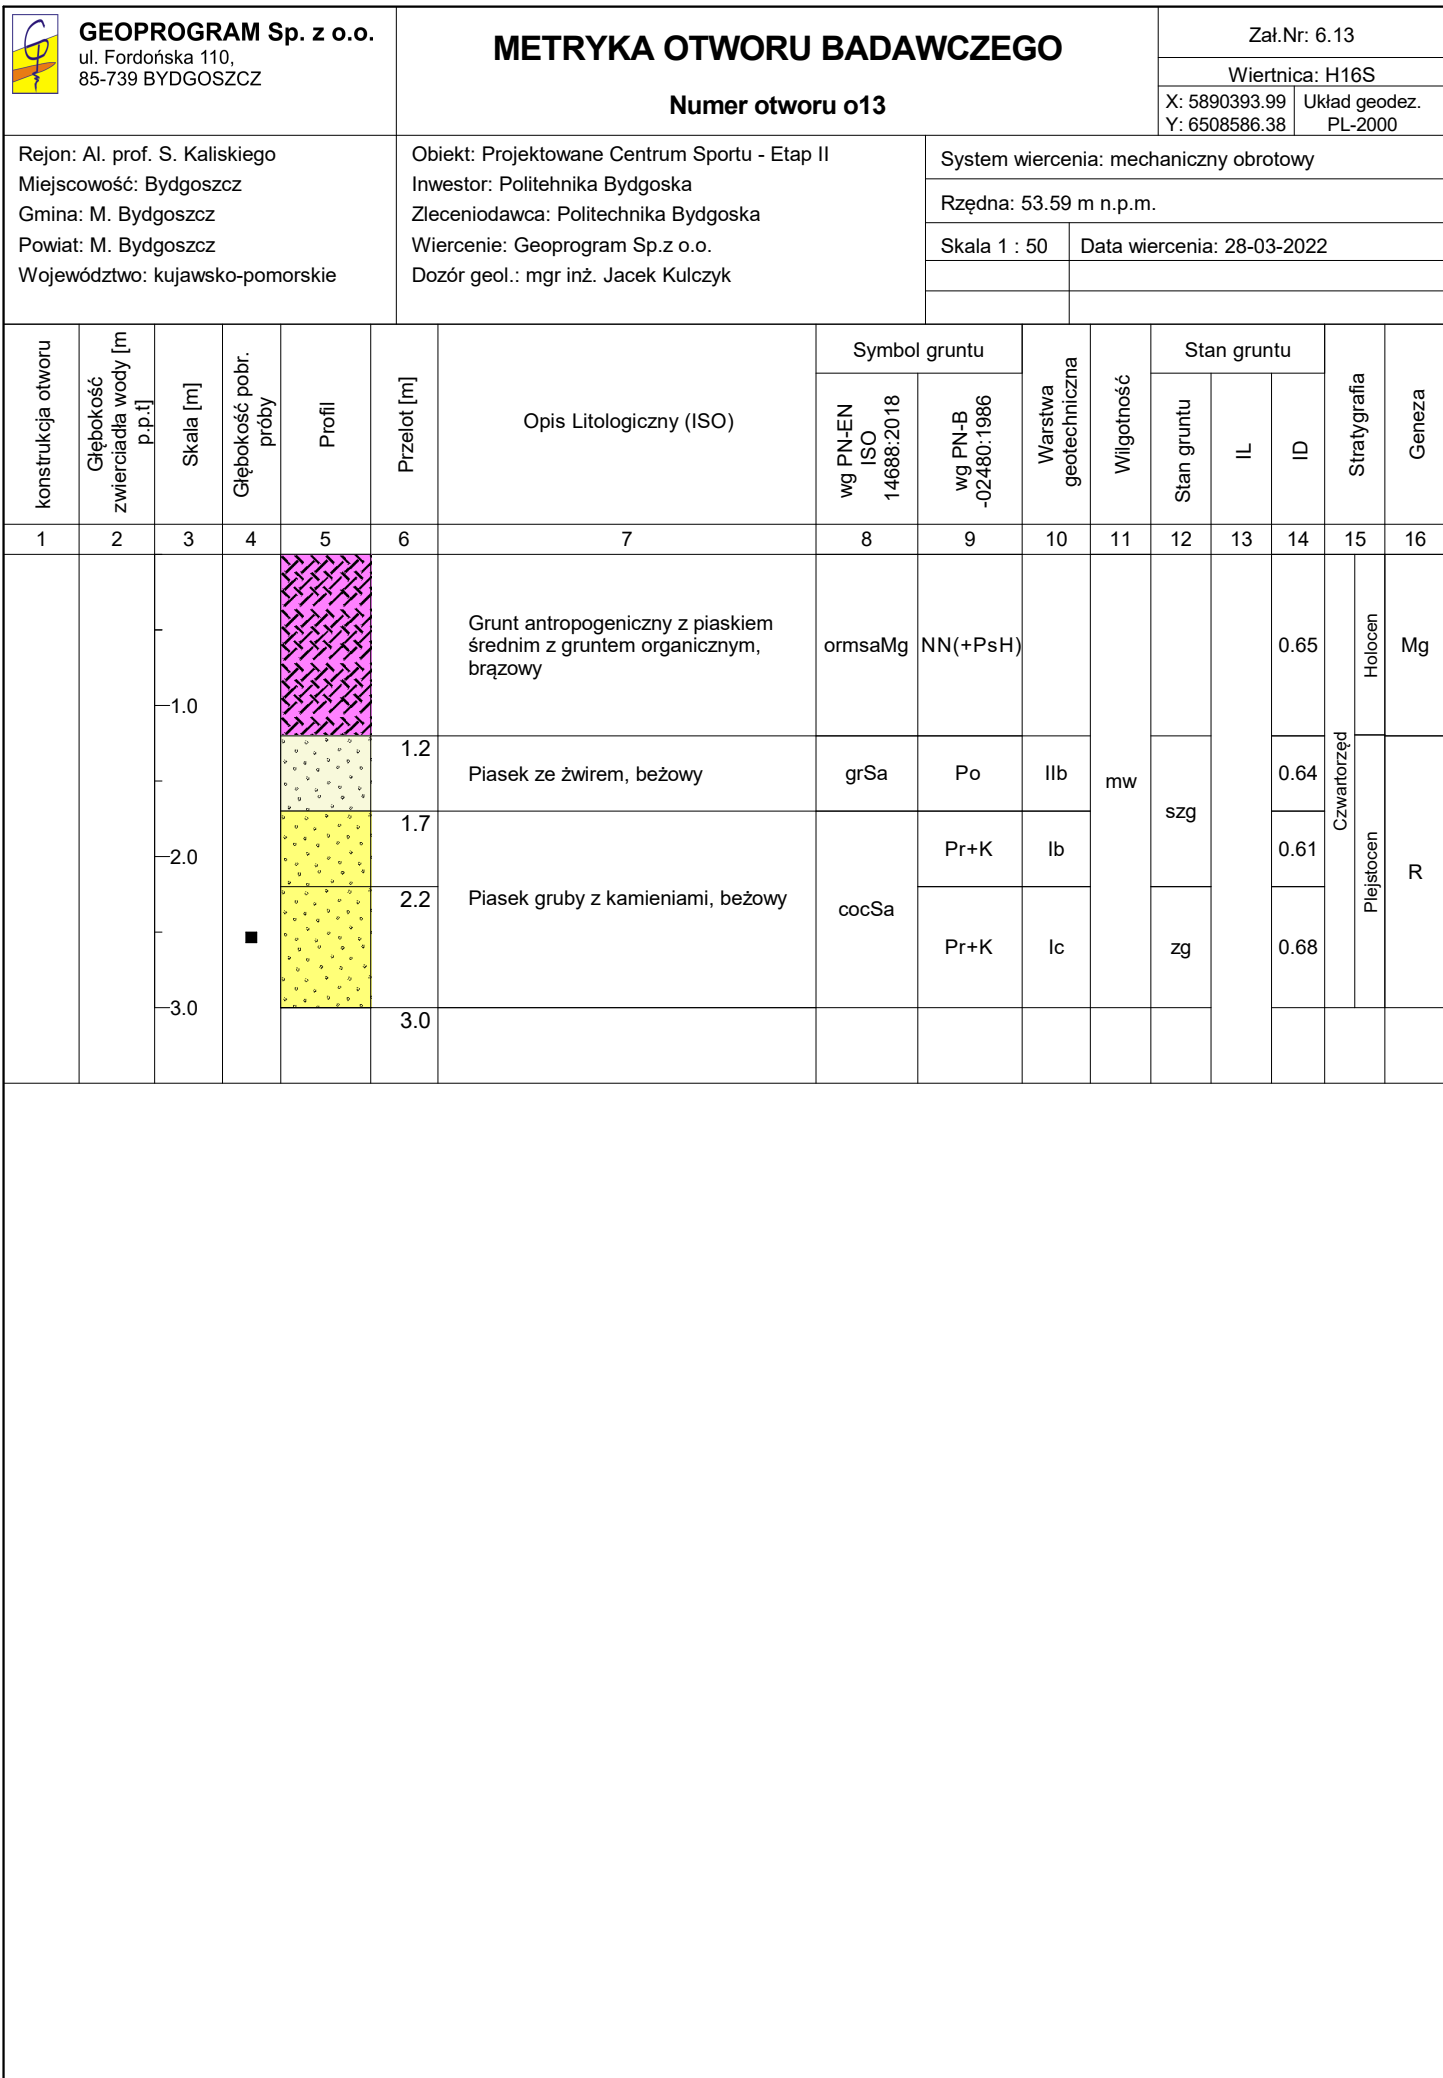 GEOPROGRAM Sp. z o.o.
ul. Fordońska 110,
85-739 BYDGOSZCZ
METRYKA OTWORU BADAWCZEGO
Numer otworu o13
Zał.Nr: 6.13
Wiertnica: H16S
X: 5890393.99
Y: 6508586.38
Układ geodez.
PL-2000
Rejon: Al. prof. S. Kaliskiego
Miejscowość: Bydgoszcz
Gmina: M. Bydgoszcz
Powiat: M. Bydgoszcz
Województwo: kujawsko-pomorskie
Obiekt: Projektowane Centrum Sportu - Etap II
Inwestor: Politehnika Bydgoska
Zleceniodawca: Politechnika Bydgoska
Wiercenie: Geoprogram Sp.z o.o.
Dozór geol.: mgr inż. Jacek Kulczyk
System wiercenia: mechaniczny obrotowy
Rzędna: 53.59 m n.p.m.
Skala 1 : 50
Data wiercenia: 28-03-2022
konstrukcja otworu
Głębokość
zwierciadła wody [m
p.p.t]
Skala [m]
Głębokość pobr.
próby
Profil
Przelot [m]
Opis Litologiczny (ISO)
Symbol gruntu
wg PN-EN
ISO
14688:2018
wg PN-B
-02480:1986
Warstwa
geotechniczna
Wilgotność
Stan gruntu
Stan gruntu
IL
ID
Stratygrafia
Geneza
1 2 3 4 5 6 7 8 9 10 11 12 13 14 15 16
Grunt antropogeniczny z piaskiem
średnim z gruntem organicznym,
brązowy
ormsaMg
NN(+PsH)
0.65
Holocen
Mg
1.0
1.2
Piasek ze żwirem, beżowy
grSa
Po
IIb
mw
szg
0.64
Czwartorzęd
1.7
2.0
Pr+K
Ib
0.61
Plejstocen
R
2.2
Piasek gruby z kamieniami, beżowy
cocSa
Pr+K
Ic
zg
0.68
3.0
3.0